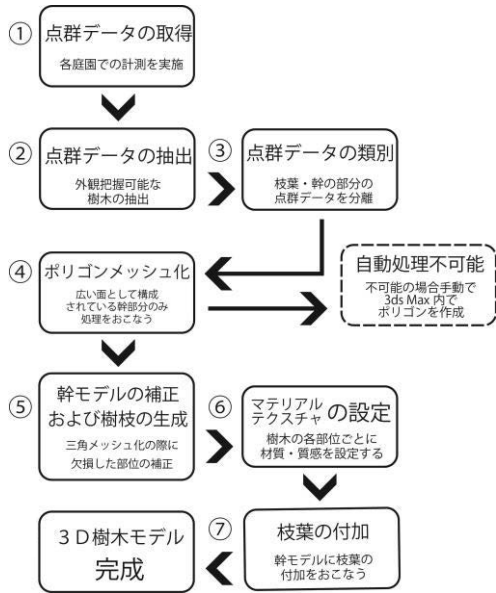 ①
点群データの取得
各庭園での計測を実施
②
点群データの抽出
外観把握可能な
樹木の抽出
③
点群データの類別
枝葉・幹の部分の
点群データを分離
④
ポリゴンメッシュ化
広い面として構成
されている幹部分のみ
処理をおこなう
自動処理不可能
不可能の場合手動で
3ds Max 内で
ポリゴンを作成
⑤
幹モデルの補正
および樹枝の生成
三角メッシュ化の際に
欠損した部位の補正
⑥
マテリアル
テクスチャ の設定
樹木の各部位ごとに
材質・質感を設定する
⑦
枝葉の付加
幹モデルに枝葉の
付加をおこなう
3D樹木モデル
完成